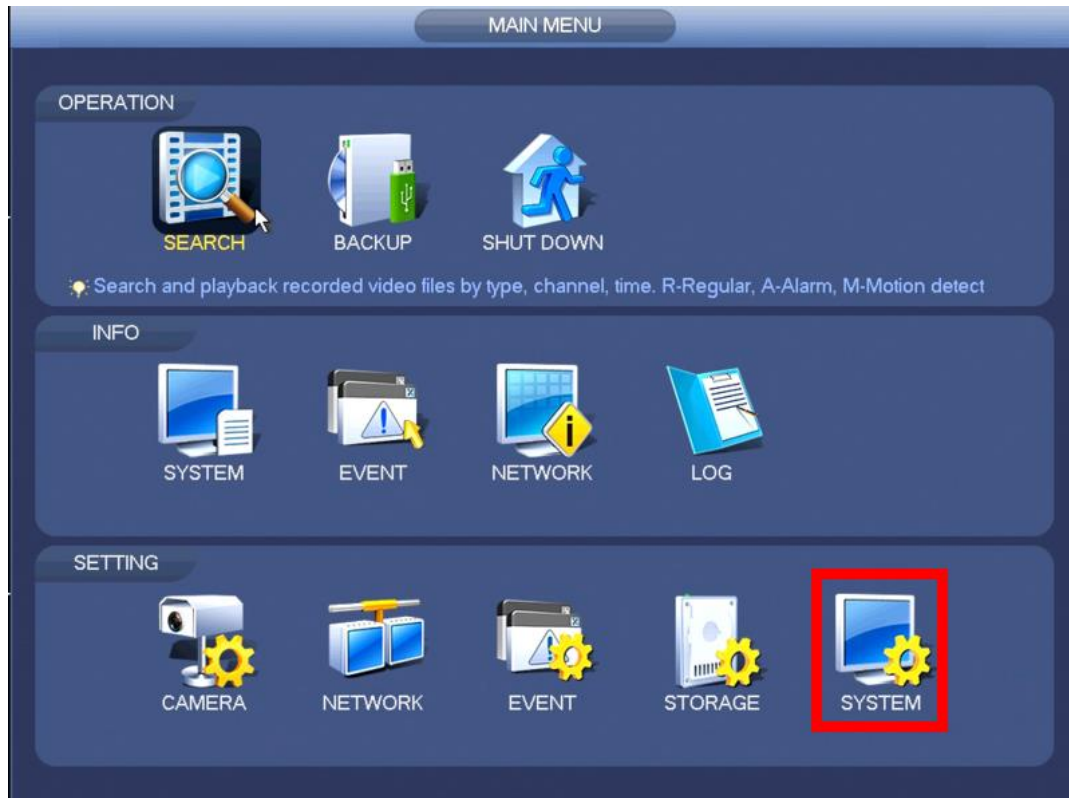 MAIN MENU
OPERATION
SEARCH BACKUP SHUT DOWN
Search and playback recorded video files by type, channel, time. R-Regular, A-Alarm, M-Motion detect
INFO
SYSTEM EVENT NETWORK LOG
SETTING
CAMERA NETWORK EVENT STORAGE SYSTEM